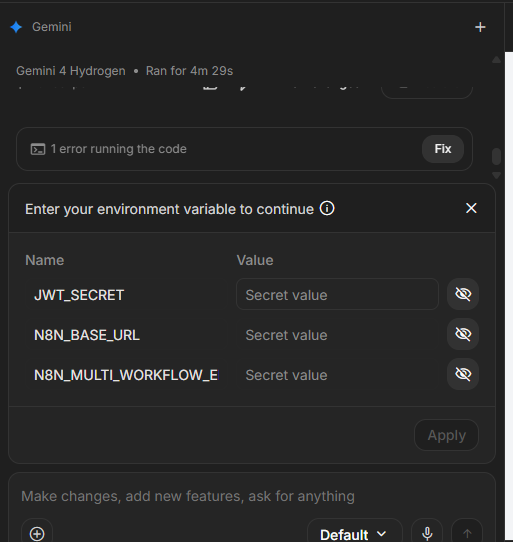 Gemini
Gemini 4 Hydrogen • Ran for 4m 29s
1 error running the code
Fix
Enter your environment variable to continue
Name Value
JWT_SECRET Secret value
N8N_BASE_URL Secret value
N8N_MULTI_WORKFLOW_E Secret value
Apply
Make changes, add new features, ask for anything
Default